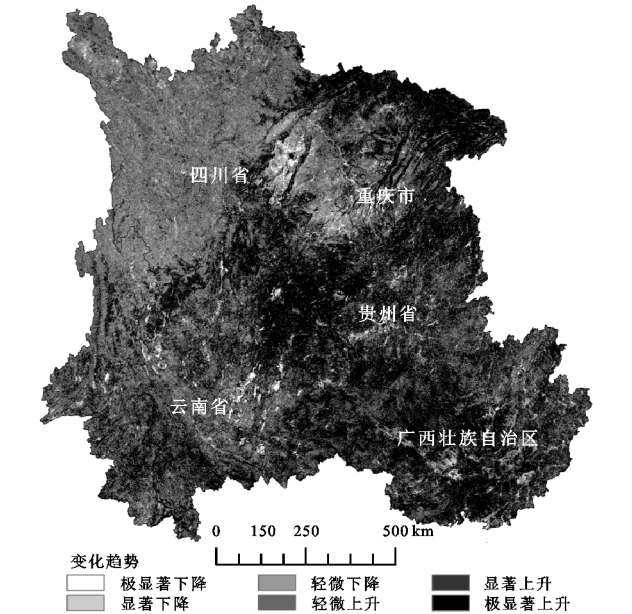 四川省
重庆市
贵州省
云南省
广西壮族自治区
0 150 250 500 km
变化趋势
极显著下降 轻微下降 显著上升
显著下降 轻微上升 极显著上升